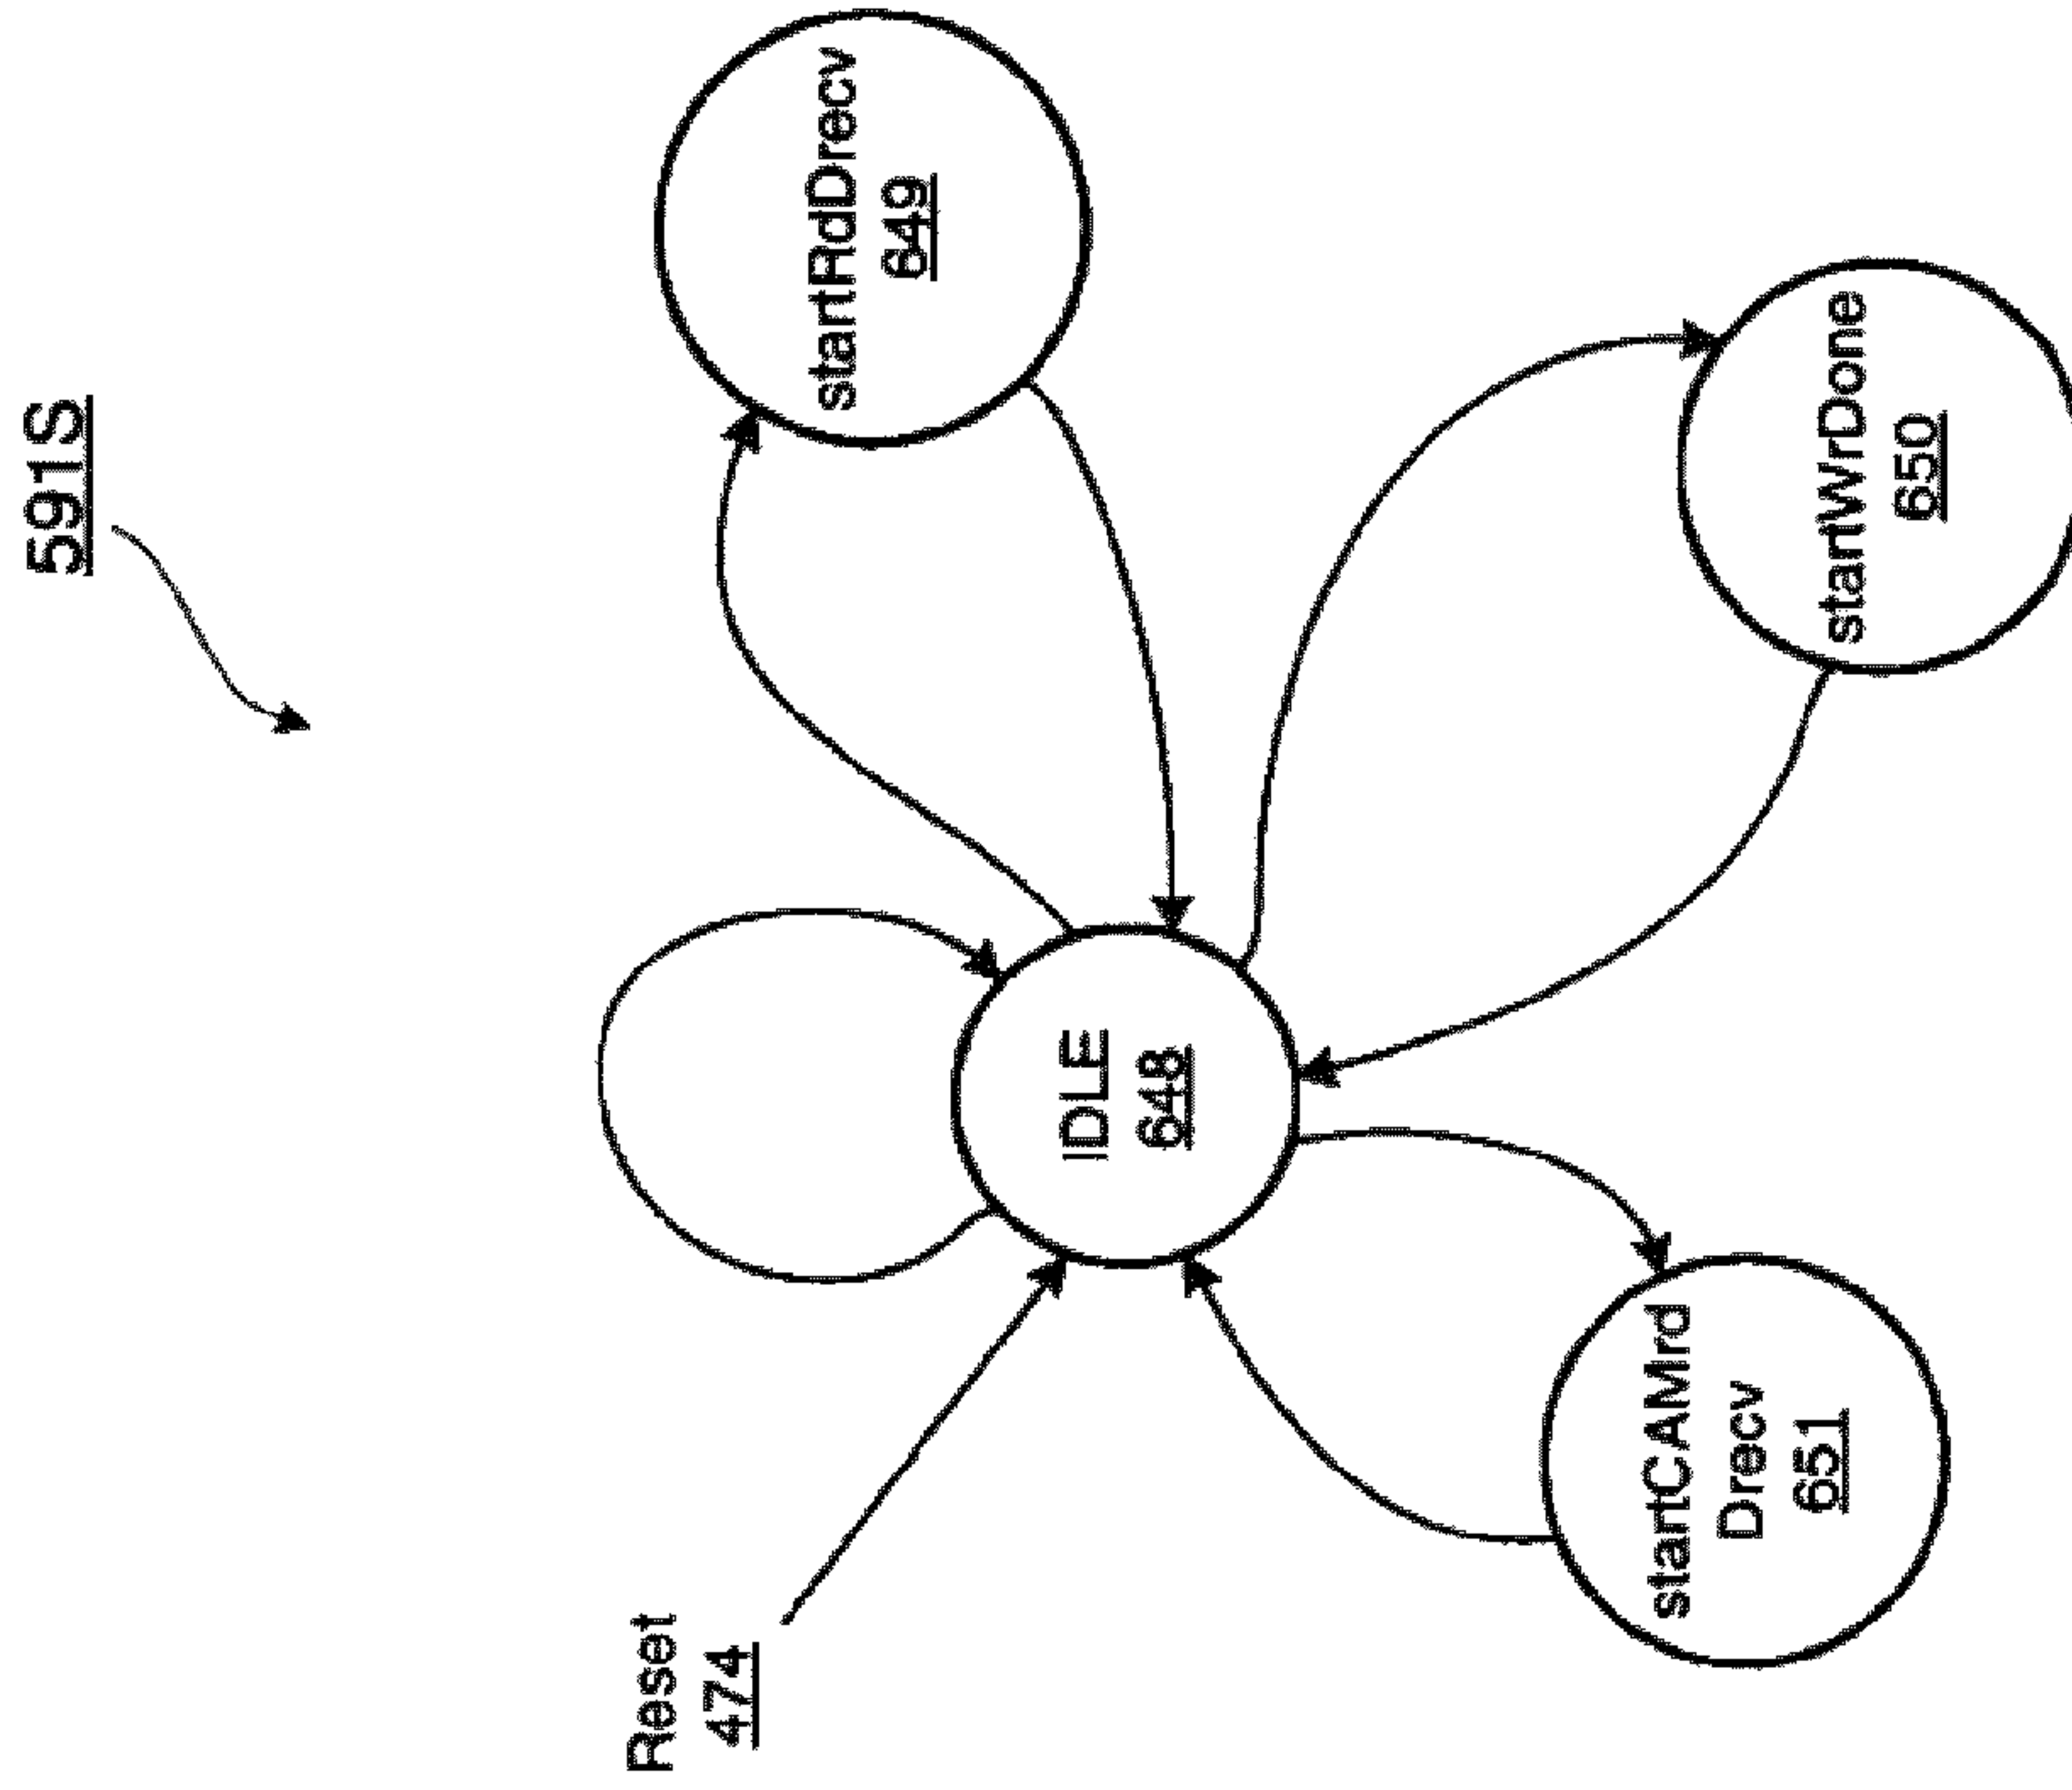 591S
Reset
474
IDLE
648
startRdDrecv
649
startWrDone
650
startCAMrd
Drecv
651